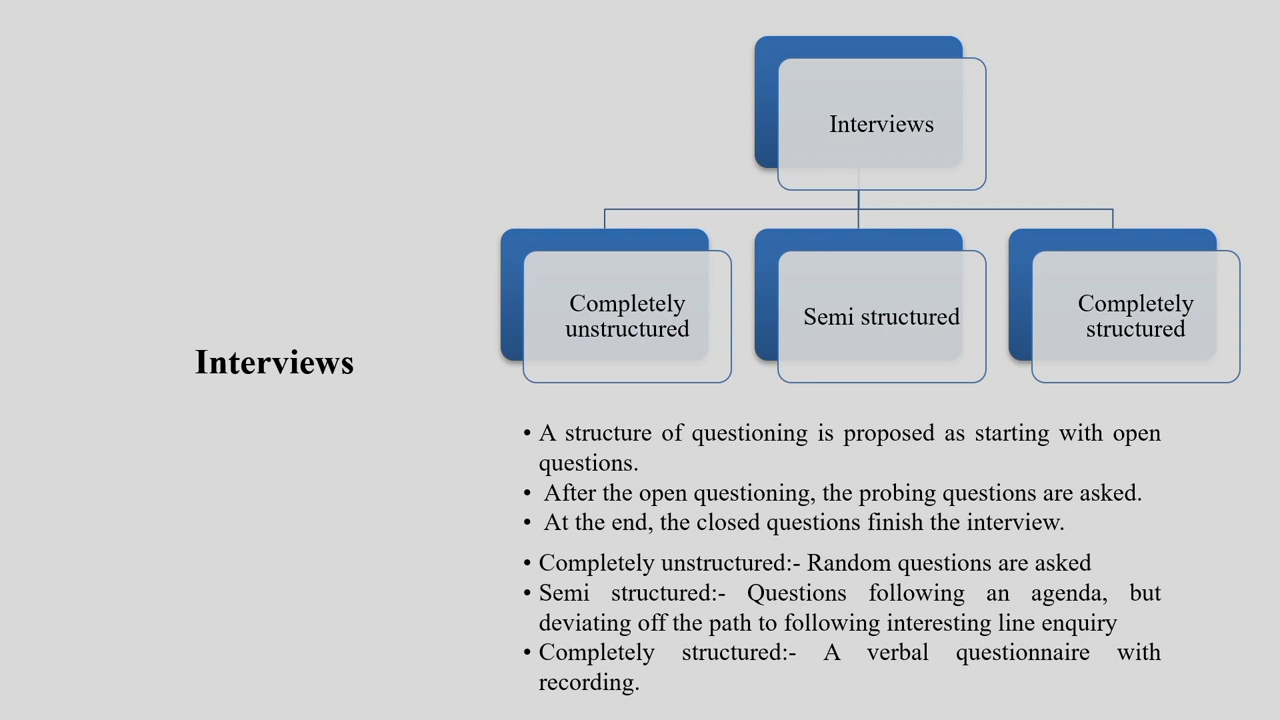 Interviews
Completely
unstructured
Semi structured
Completely
structured
Interviews
• A structure of questioning is proposed as starting with open
questions.
• After the open questioning, the probing questions are asked.
• At the end, the closed questions finish the interview.
• Completely unstructured:- Random questions are asked
• Semi structured:- Questions following an agenda, but
deviating off the path to following interesting line enquiry
• Completely structured:- A verbal questionnaire with
recording.